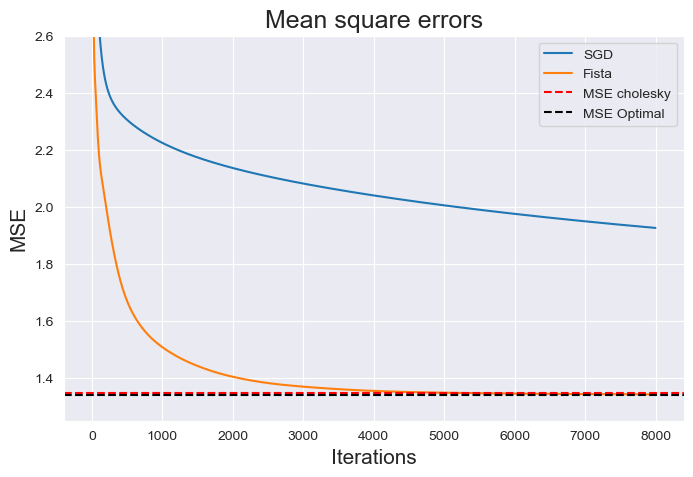 Mean square errors
MSE
2.6
2.4
2.2
2.0
1.8
1.6
1.4
SGD
Fista
MSE cholesky
MSE Optimal
0 1000 2000 3000 4000 5000 6000 7000 8000
Iterations